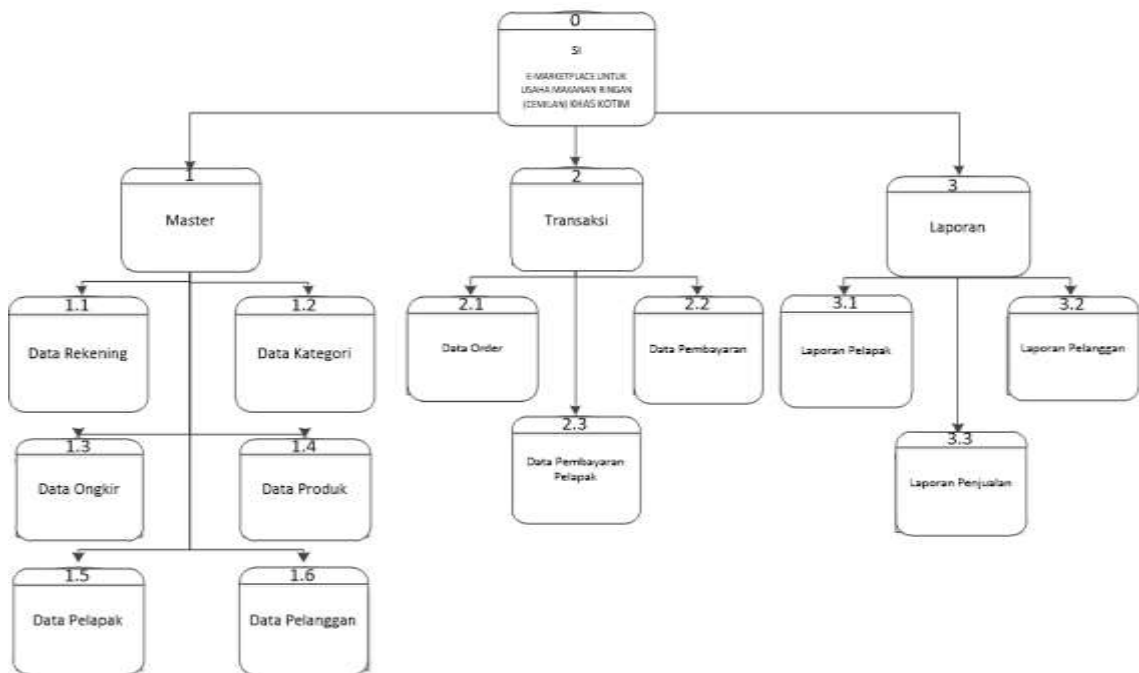 0
SI
E-MARKETPLACE UNTUK
USAHA MAKANAN RINGAN
(CEMILAN) KHAS KOTIM
1
Master
2
Transaksi
3
Laporan
1.1
Data Rekening
1.2
Data Kategori
2.1
Data Order
2.2
Data Pembayaran
3.1
Laporan Pelapak
3.2
Laporan Pelanggan
1.3
Data Ongkir
1.4
Data Produk
2.3
Data Pembayaran
Pelapak
3.3
Laporan Penjualan
1.5
Data Pelapak
1.6
Data Pelanggan